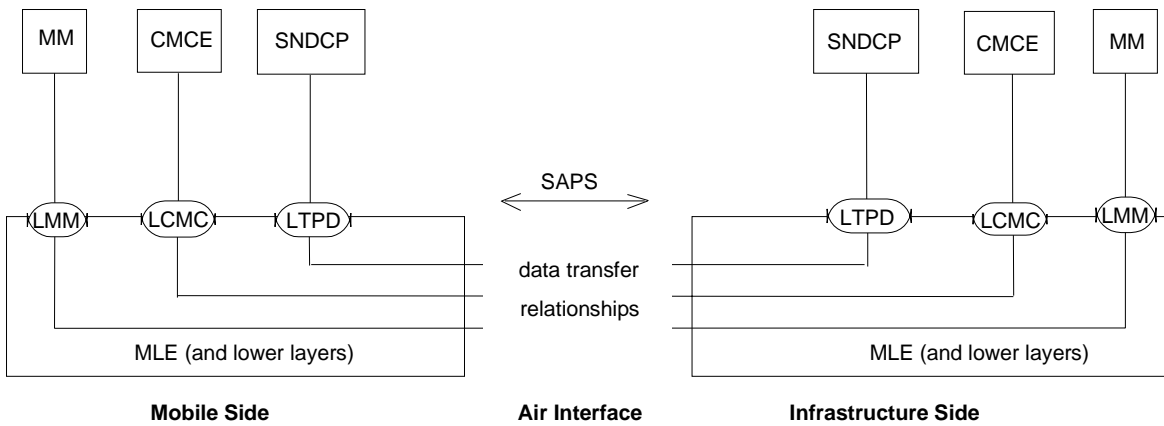 MM CMCE SNDCP SNDCP CMCE MM
SAPS
LMM LCMC LTPD LTPD LCMC LMM
data transfer
relationships
MLE (and lower layers) MLE (and lower layers)
Mobile Side Air Interface Infrastructure Side